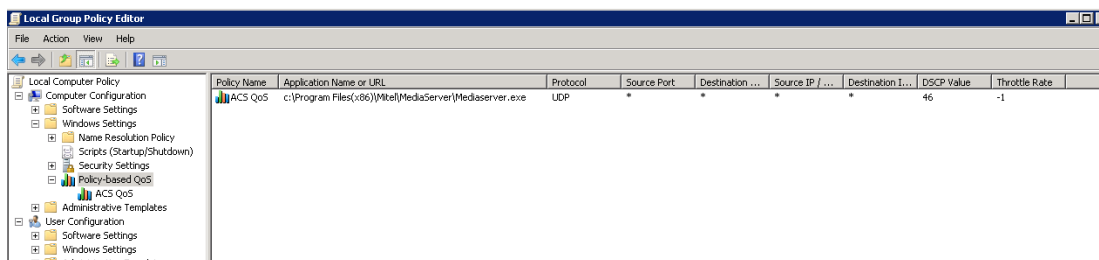 Local Group Policy Editor
File Action View Help
Local Computer Policy
Computer Configuration
Software Settings
Windows Settings
Name Resolution Policy
Scripts (Startup/Shutdown)
Security Settings
Policy-based QoS
ACS QoS
Administrative Templates
User Configuration
Software Settings
Windows Settings
Policy Name Application Name or URL Protocol Source Port Destination ... Source IP / ... Destination I... DSCP Value Throttle Rate
ACS QoS c:\Program Files(x86)\Mitel\MediaServer\Mediaserver.exe UDP * * * * 46 -1